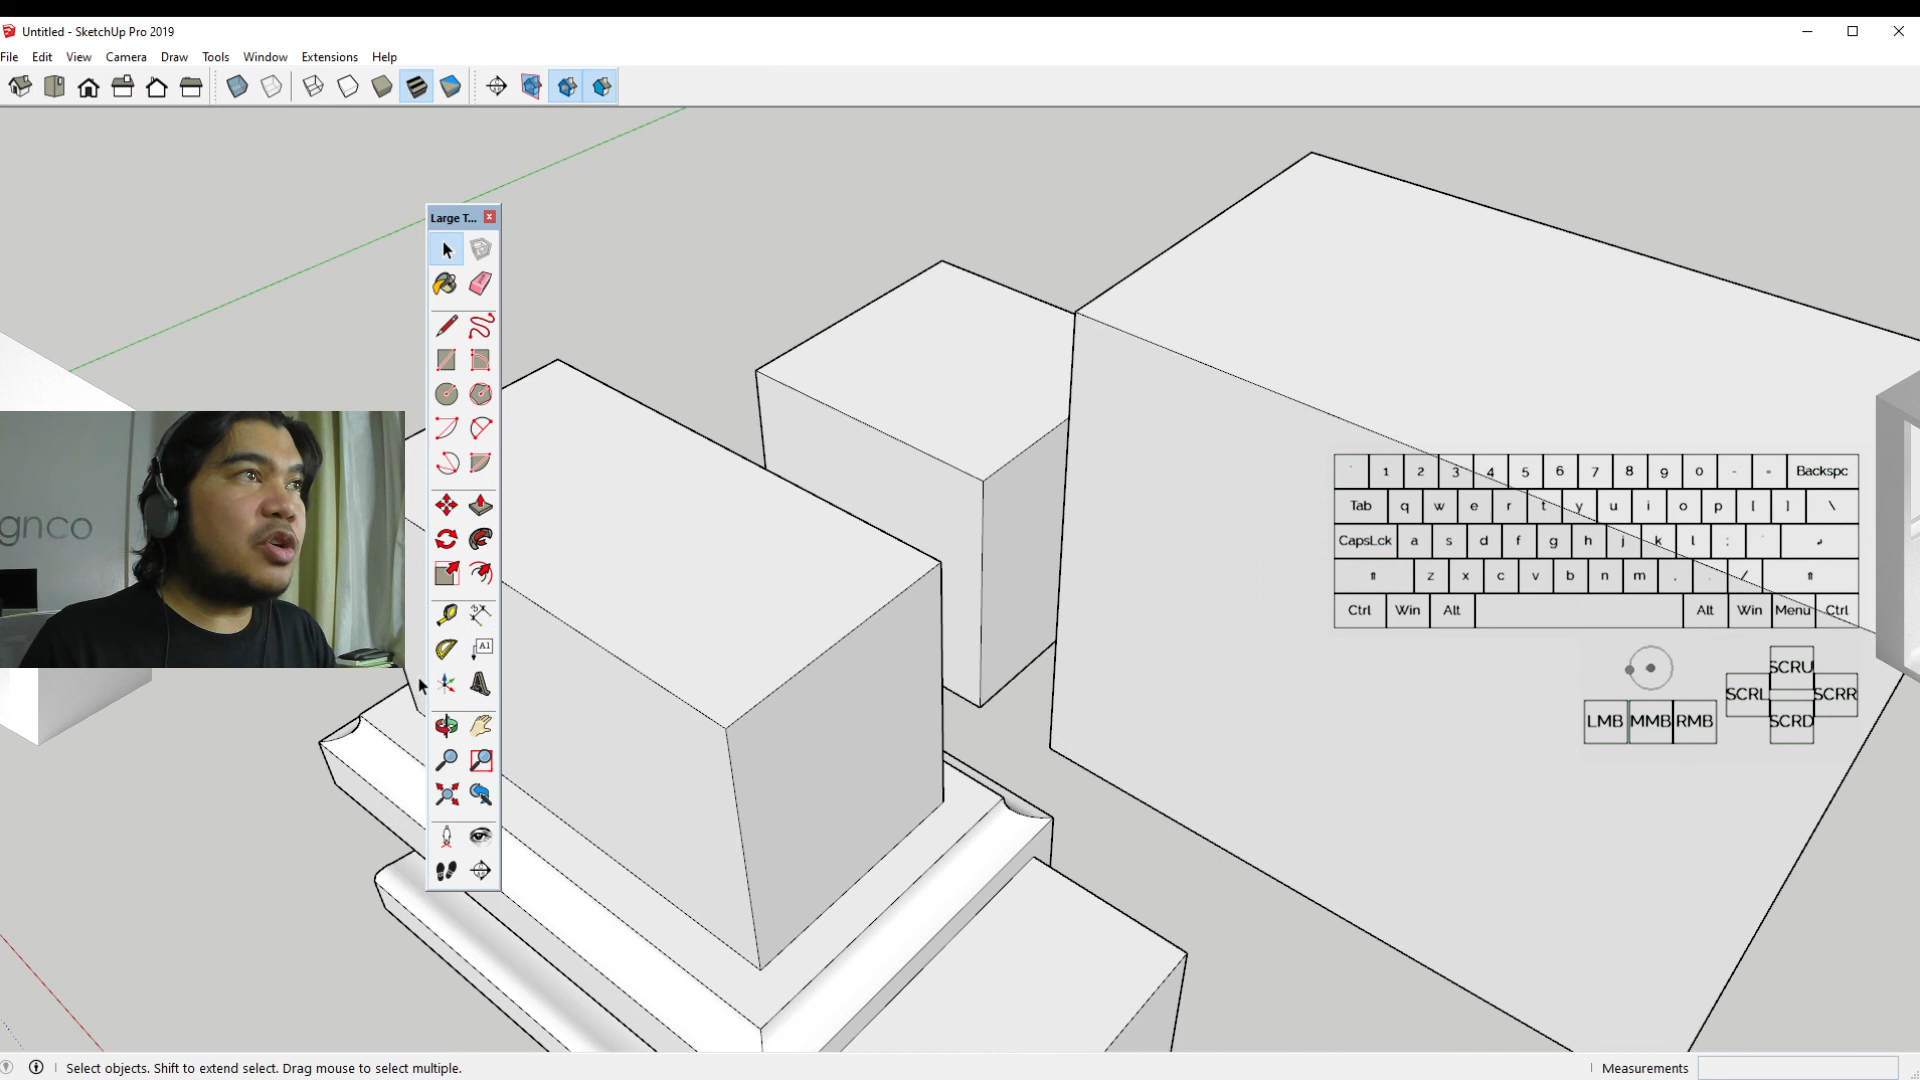 Untitled - SketchUp Pro 2019
File Edit View Camera Draw Tools Window Extensions Help
Large T...
A1
gnco
` 1 2 3 4 5 6 7 8 9 0 - = Backspc
Tab q w e r t y u i o p [ ] \
CapsLck a s d f g h j k l ; '
z x c v b n m , . /
Ctrl Win Alt Alt Win Menu Ctrl
SCRU
SCRL SCRR
LMB MMB RMB SCRD
Select objects. Shift to extend select. Drag mouse to select multiple.
Measurements